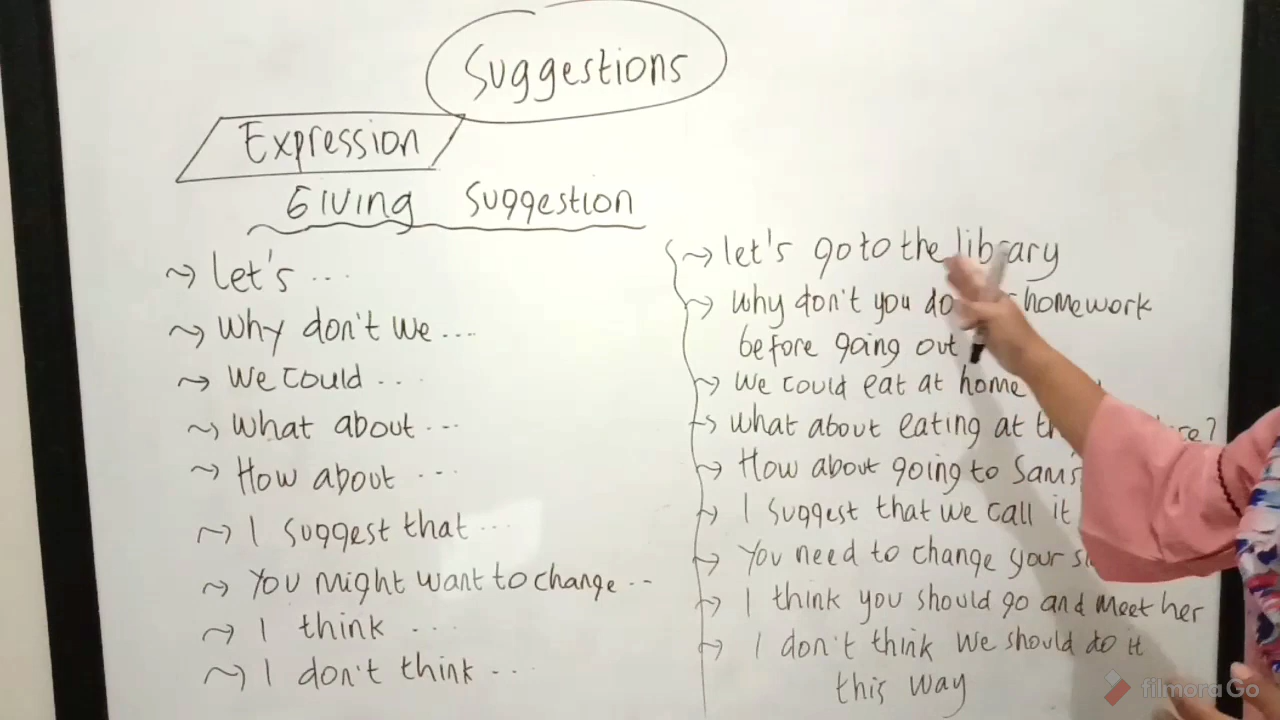 Suggestions
Expression
Giving Suggestion
~> Let's ...
~> Why don't we ....
~> We could ...
~> What about ...
~> How about ...
~> I suggest that ...
~> You might want to change ..
~> I think ...
~> I don't think ...
~> let's go to the library
~> Why don't you do homework
before going out
~> We could eat at home
~> What about eating at
~> How about going to Sam's
~> I suggest that we call it
~> You need to change your
~> I think you should go and meet her
~> I don't think we should do it
this way
filmoraGo